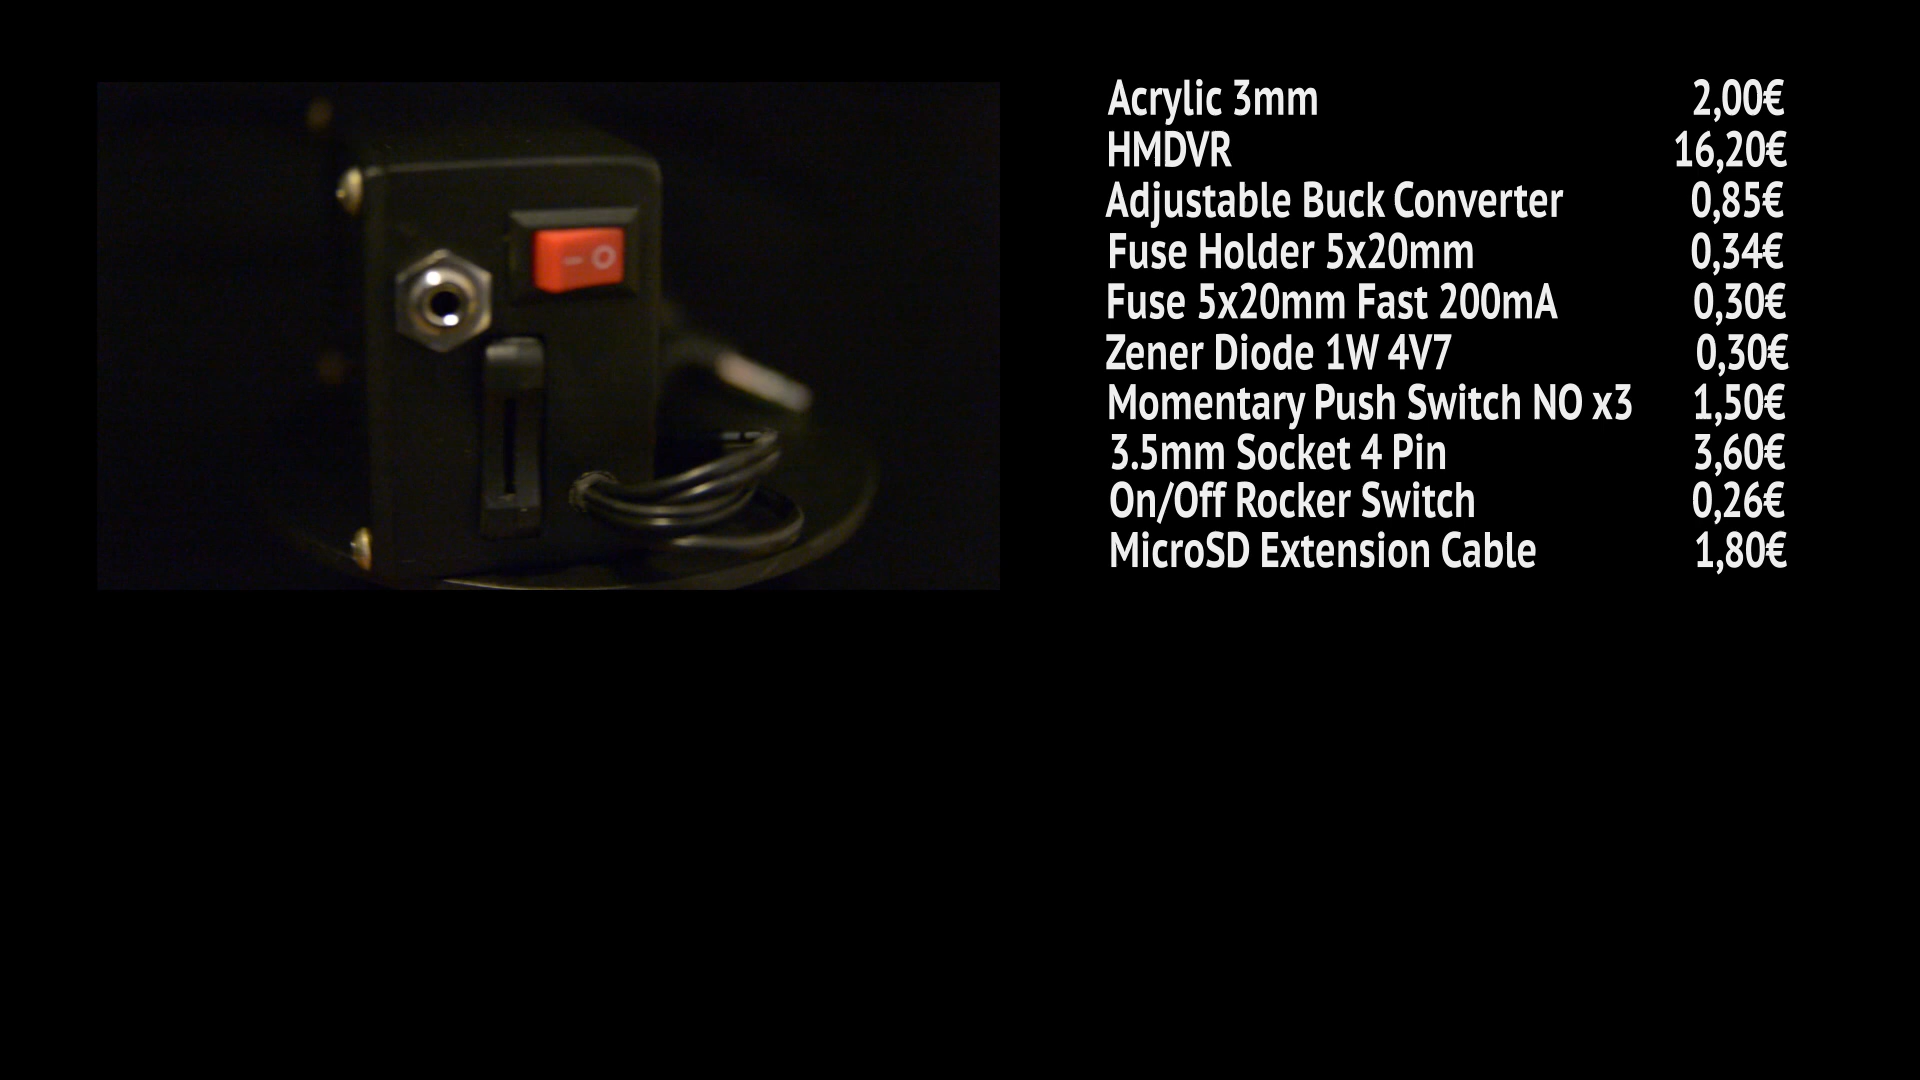 Acrylic 3mm 2,00€
HMDVR 16,20€
Adjustable Buck Converter 0,85€
Fuse Holder 5x20mm 0,34€
Fuse 5x20mm Fast 200mA 0,30€
Zener Diode 1W 4V7 0,30€
Momentary Push Switch NO x3 1,50€
3.5mm Socket 4 Pin 3,60€
On/Off Rocker Switch 0,26€
MicroSD Extension Cable 1,80€